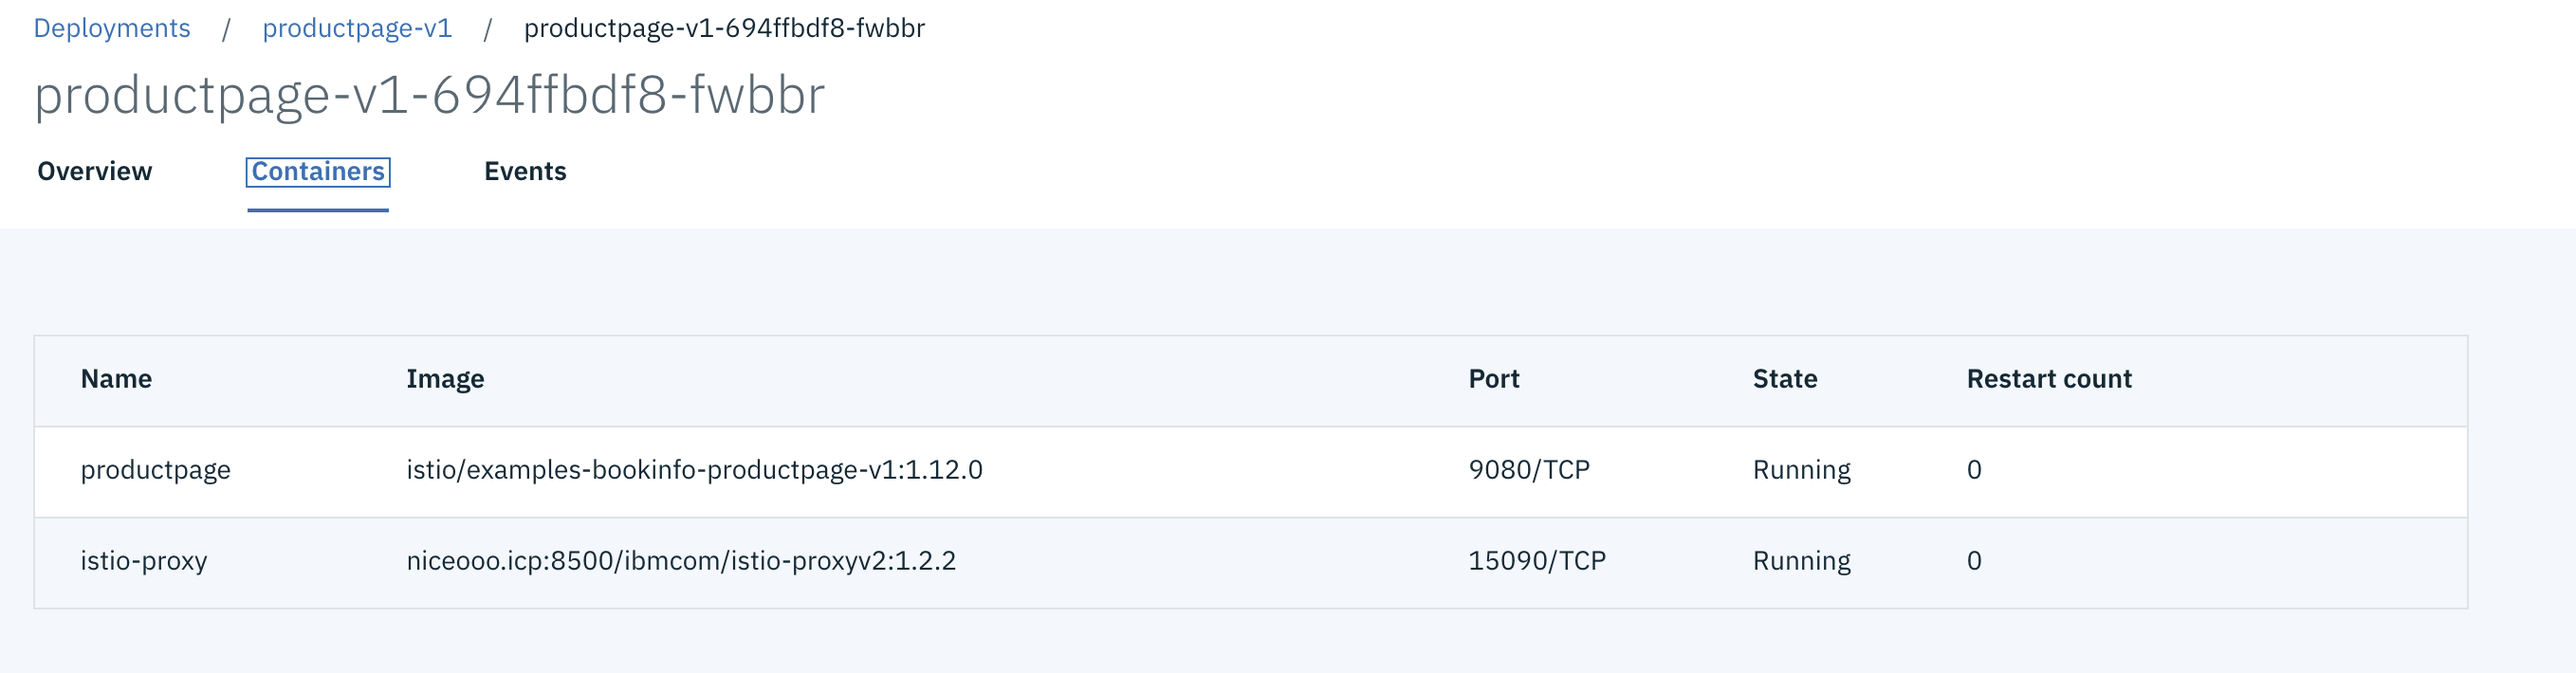 Deployments / productpage-v1 / productpage-v1-694ffbdf8-fwbbr
productpage-v1-694ffbdf8-fwbbr
Overview Containers Events
Name Image Port State Restart count
productpage istio/examples-bookinfo-productpage-v1:1.12.0 9080/TCP Running 0
istio-proxy niceooo.icp:8500/ibmcom/istio-proxyv2:1.2.2 15090/TCP Running 0